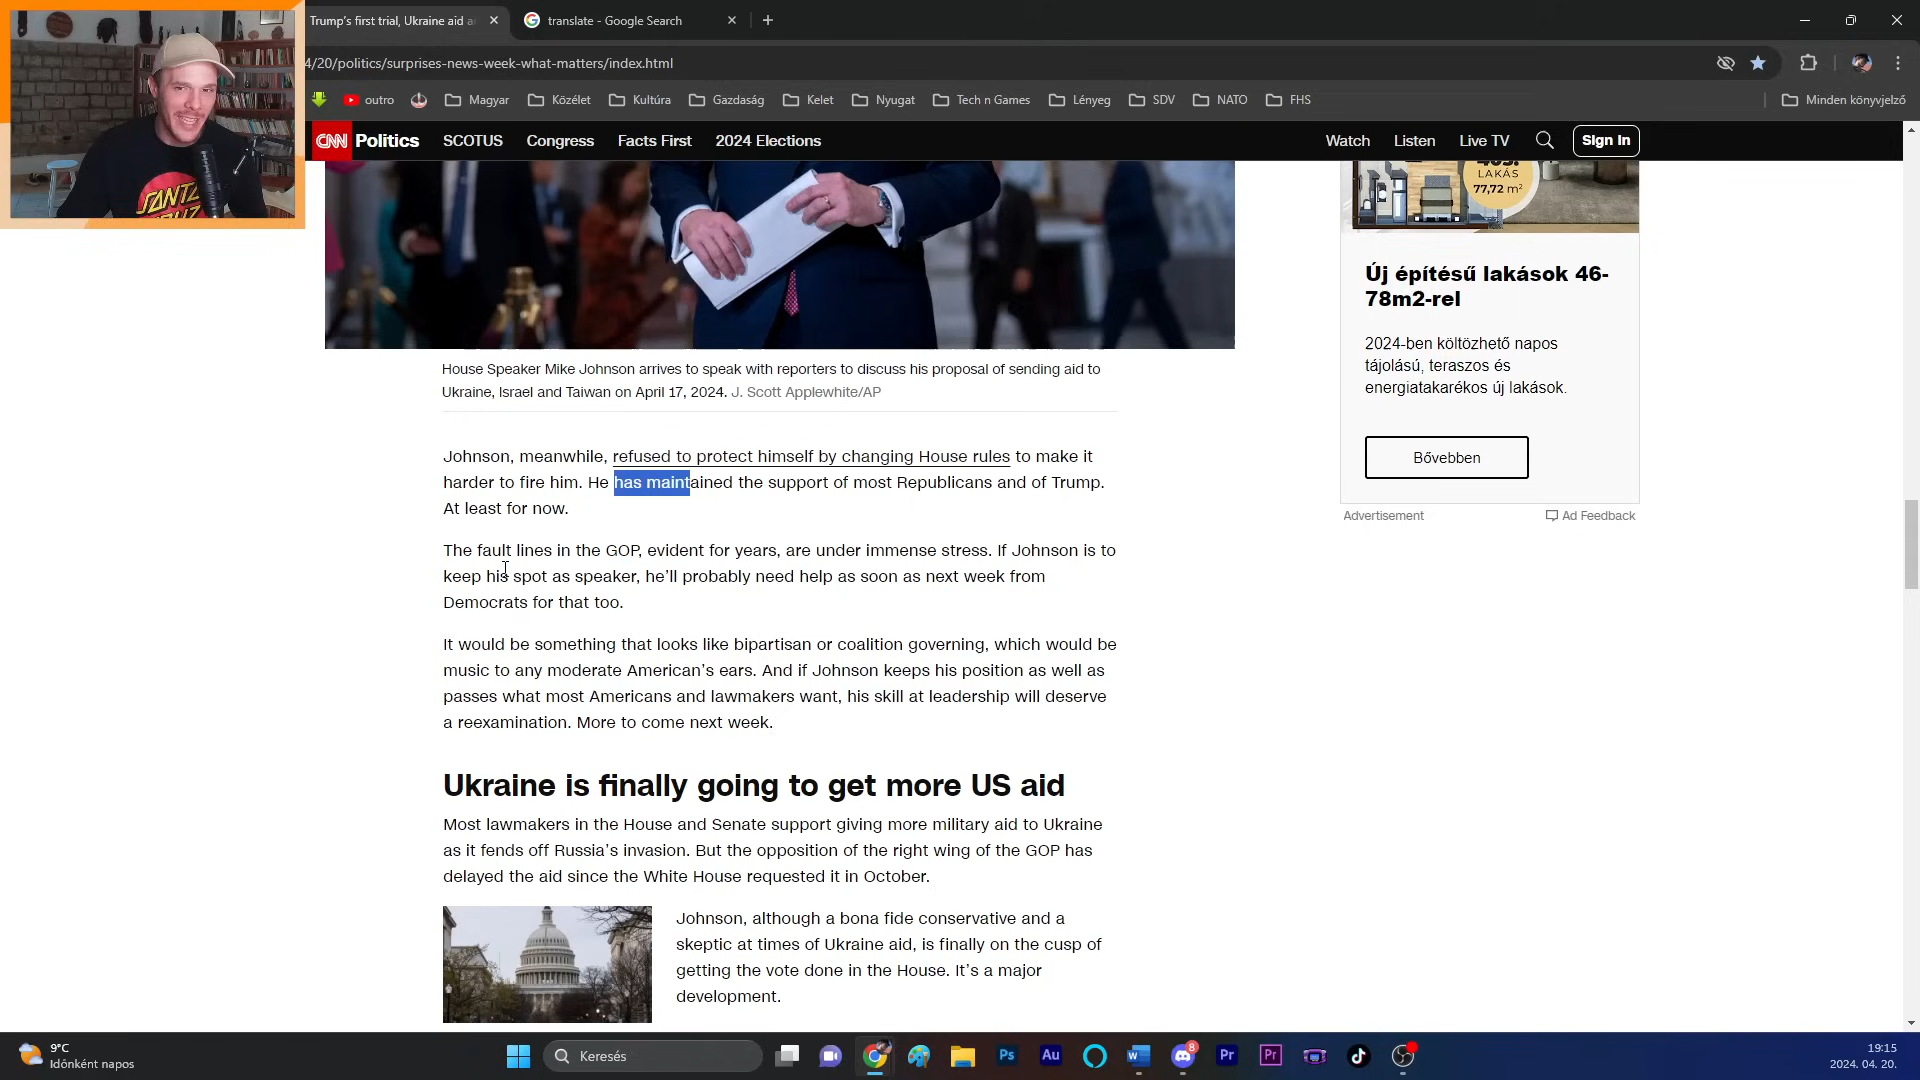 Trump's first trial, Ukraine aid a
translate - Google Search
4/20/politics/surprises-news-week-what-matters/index.html
outro
Magyar
Közélet
Kultúra
Gazdaság
Kelet
Nyugat
Tech n Games
Lényeg
SDV
NATO
FHS
Minden könyvjelző
CNN Politics
SCOTUS
Congress
Facts First
2024 Elections
Watch
Listen
Live TV
Sign In
SANTA
LAKÁS
77,72 m²
Új építésű lakások 46-
78m2-rel
2024-ben költözhető napos
tájolású, teraszos és
energiatakarékos új lakások.
Bővebben
Advertisement
Ad Feedback
House Speaker Mike Johnson arrives to speak with reporters to discuss his proposal of sending aid to
Ukraine, Israel and Taiwan on April 17, 2024. J. Scott Applewhite/AP
Johnson, meanwhile, refused to protect himself by changing House rules to make it
harder to fire him. He has maintained the support of most Republicans and of Trump.
At least for now.
The fault lines in the GOP, evident for years, are under immense stress. If Johnson is to
keep his spot as speaker, he'll probably need help as soon as next week from
Democrats for that too.
It would be something that looks like bipartisan or coalition governing, which would be
music to any moderate American's ears. And if Johnson keeps his position as well as
passes what most Americans and lawmakers want, his skill at leadership will deserve
a reexamination. More to come next week.
Ukraine is finally going to get more US aid
Most lawmakers in the House and Senate support giving more military aid to Ukraine
as it fends off Russia's invasion. But the opposition of the right wing of the GOP has
delayed the aid since the White House requested it in October.
Johnson, although a bona fide conservative and a
skeptic at times of Ukraine aid, is finally on the cusp of
getting the vote done in the House. It's a major
development.
9°C
Időnként napos
Keresés
Ps
Au
W
8
Pr
Pr
19:15
2024. 04. 20.